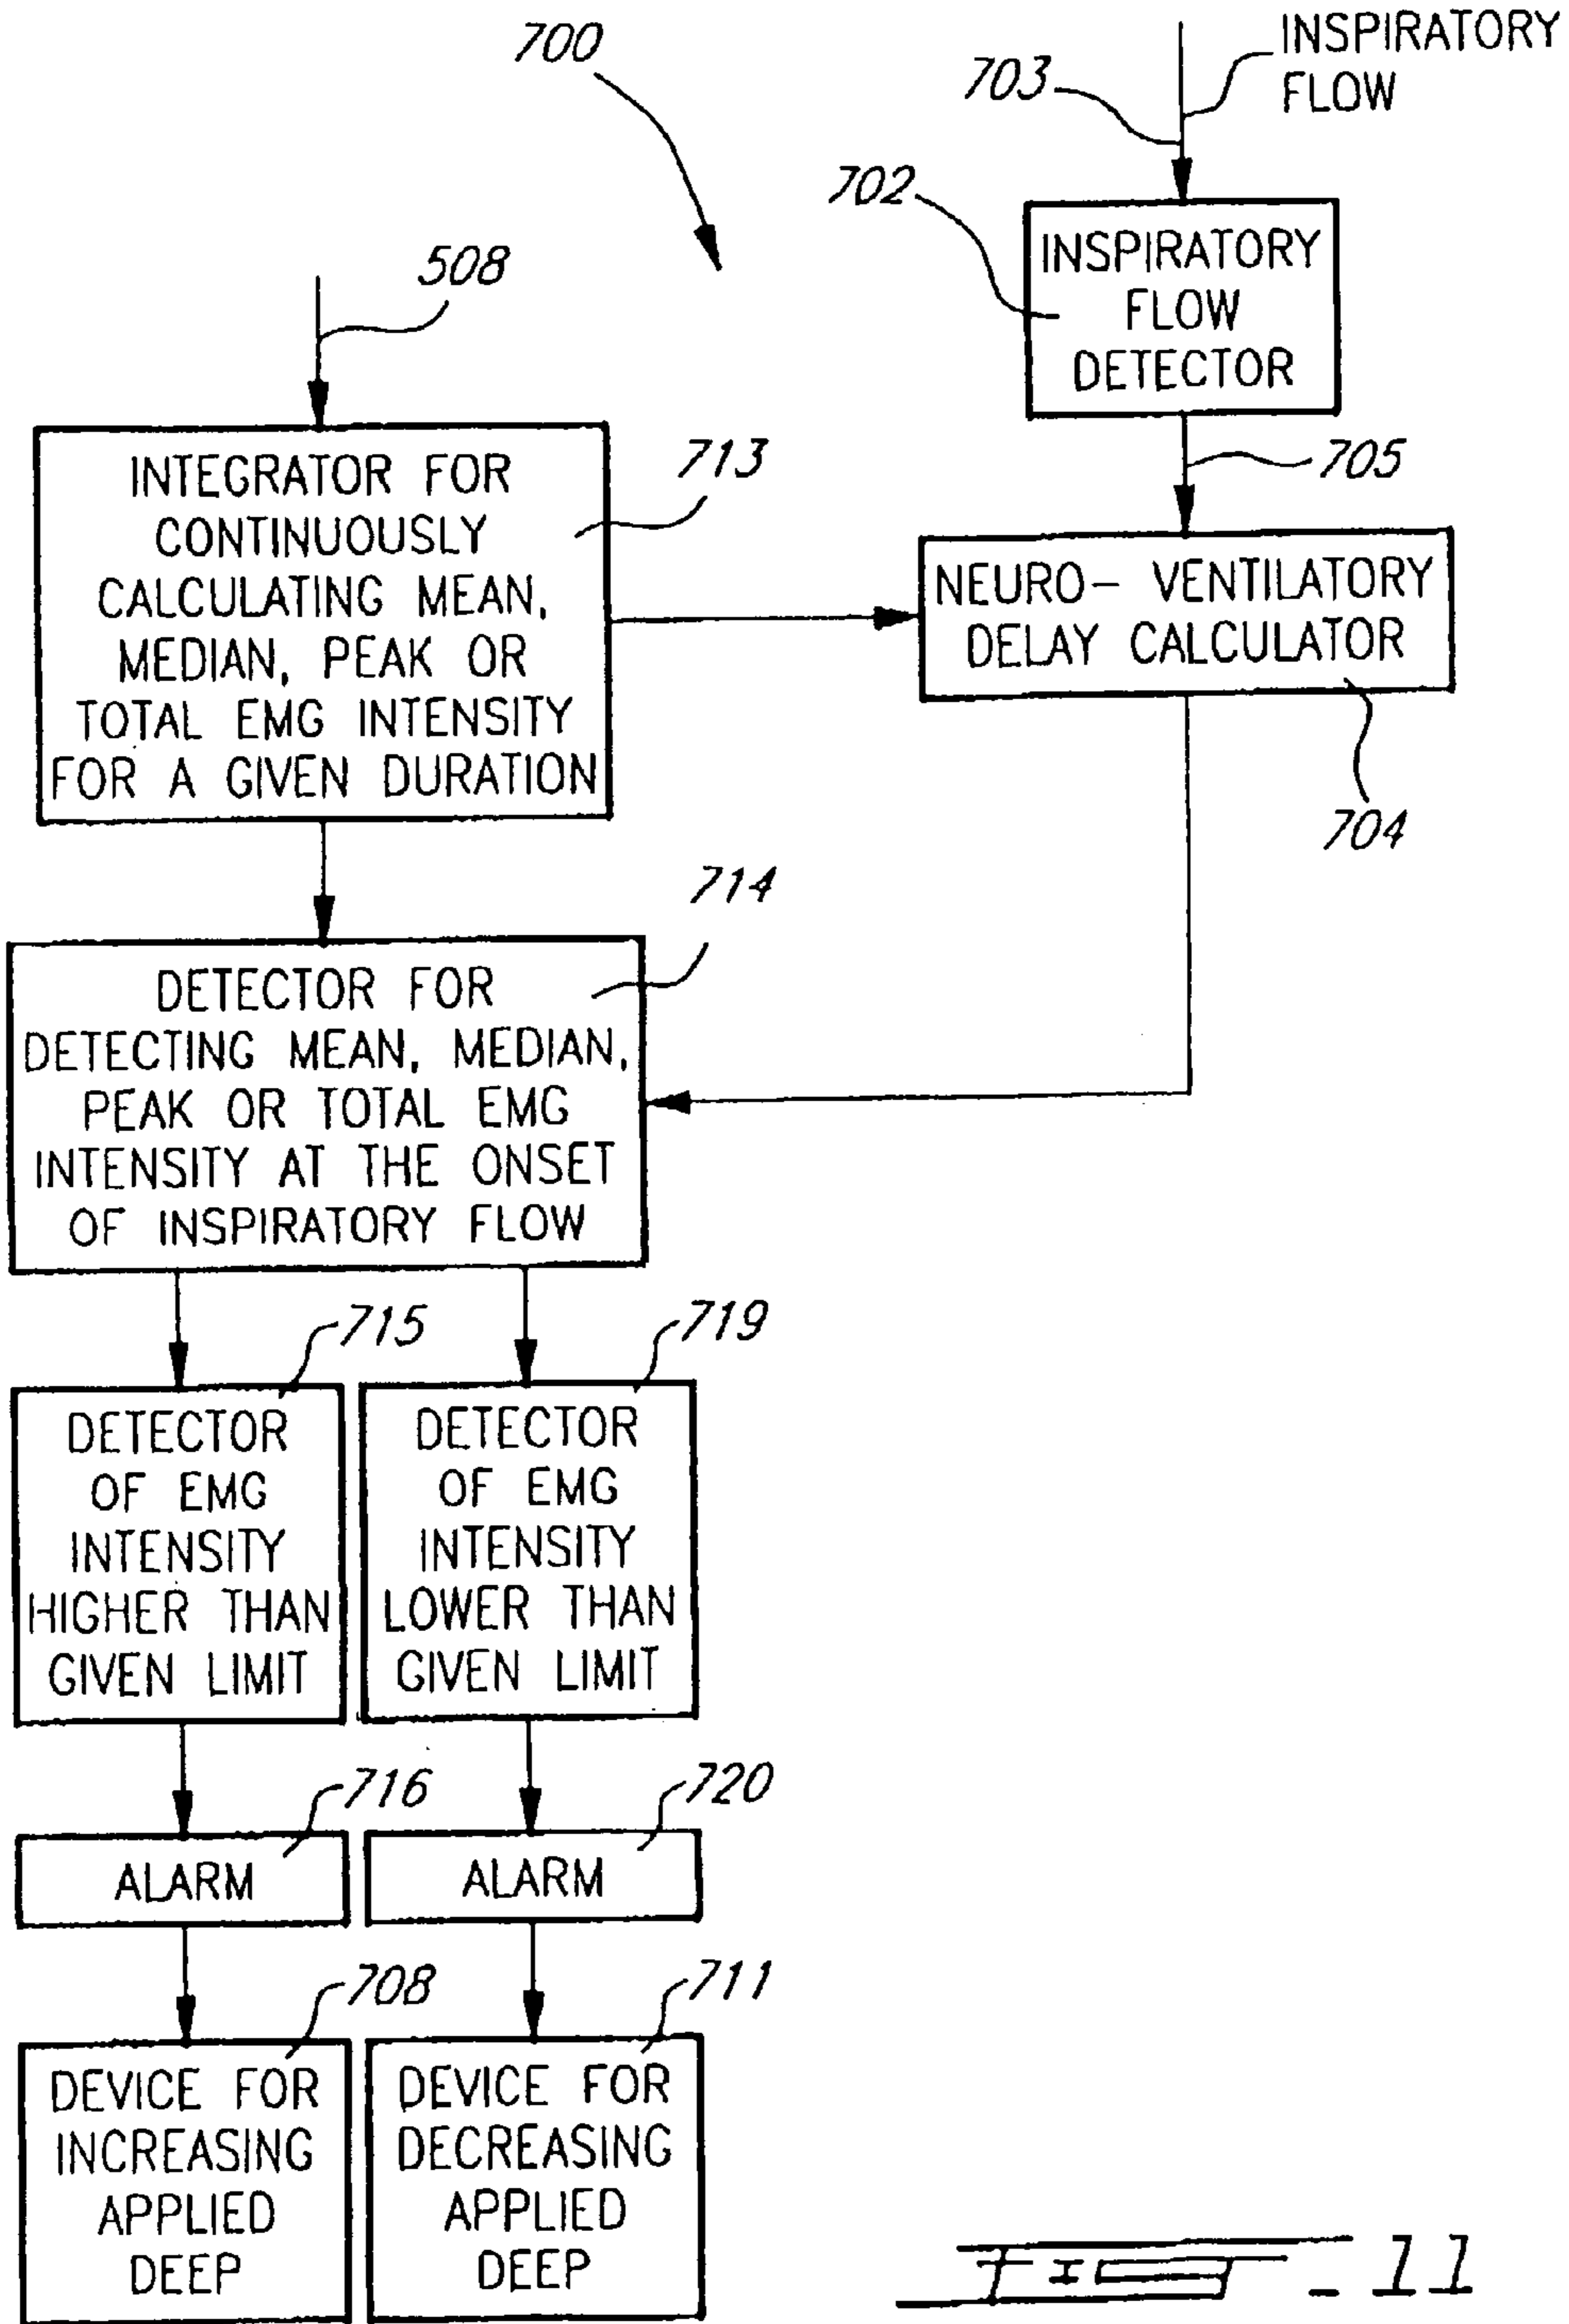 700
703
INSPIRATORY
FLOW
702
INSPIRATORY
FLOW
DETECTOR
508
705
INTEGRATOR FOR
CONTINUOUSLY
CALCULATING MEAN,
MEDIAN, PEAK OR
TOTAL EMG INTENSITY
FOR A GIVEN DURATION
713
NEURO- VENTILATORY
DELAY CALCULATOR
704
714
DETECTOR FOR
DETECTING MEAN, MEDIAN,
PEAK OR TOTAL EMG
INTENSITY AT THE ONSET
OF INSPIRATORY FLOW
715
DETECTOR
OF EMG
INTENSITY
HIGHER THAN
GIVEN LIMIT
719
DETECTOR
OF EMG
INTENSITY
LOWER THAN
GIVEN LIMIT
716
ALARM
720
ALARM
708
DEVICE FOR
INCREASING
APPLIED
DEEP
711
DEVICE FOR
DECREASING
APPLIED
DEEP
FIG - 11